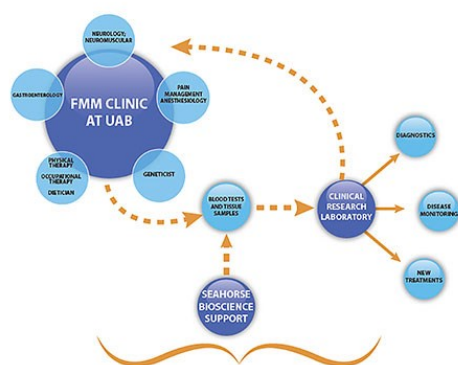 NEUROLOGY;
NEUROMUSCULAR
GASTROENTEROLOGY
FMM CLINIC
AT UAB
PAIN
MANAGEMENT
ANESTHESIOLOGY
PHYSICAL
THERAPY
OCCUPATIONAL
THERAPY
DIETICIAN
GENETICIST
BLOOD TESTS
AND TISSUE
SAMPLES
CLINICAL
RESEARCH
LABORATORY
DIAGNOSTICS
DISEASE
MONITORING
NEW
TREATMENTS
SEAHORSE
BIOSCIENCE
SUPPORT